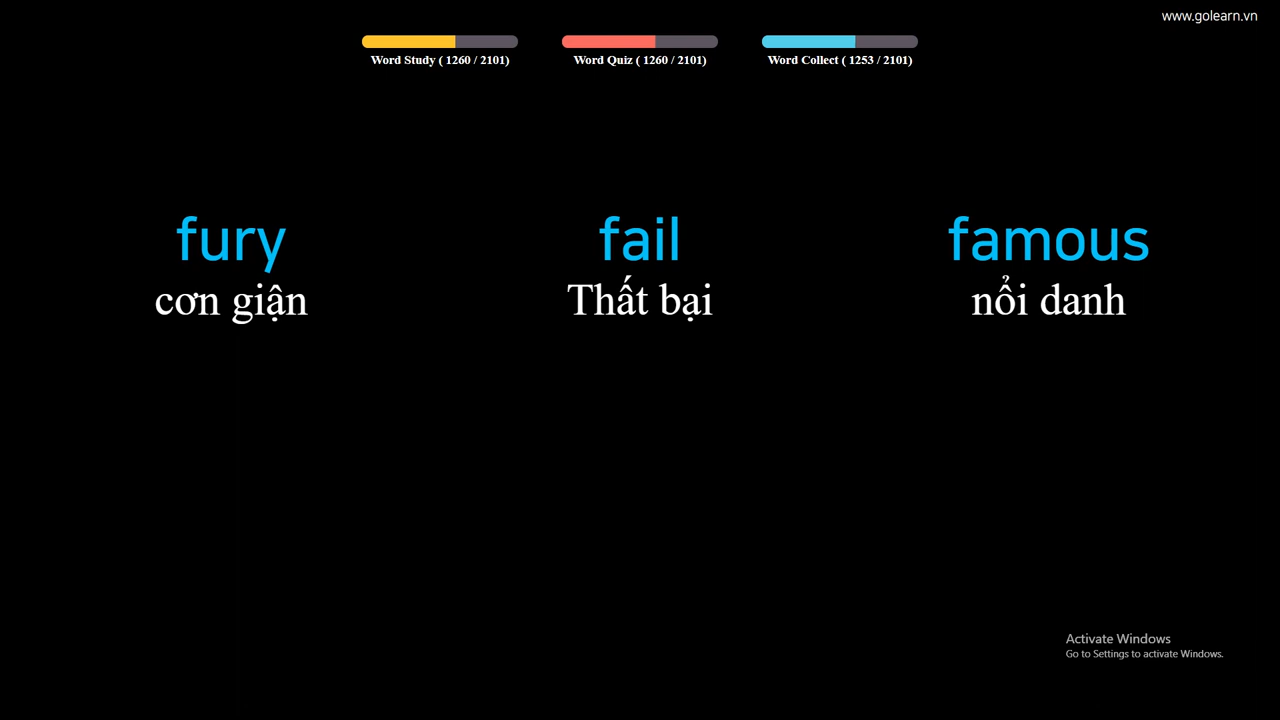 www.golearn.vn
Word Study ( 1260 / 2101)
Word Quiz ( 1260 / 2101)
Word Collect ( 1253 / 2101)
fury
cơn giận
fail
Thất bại
famous
nổi danh
Activate Windows
Go to Settings to activate Windows.